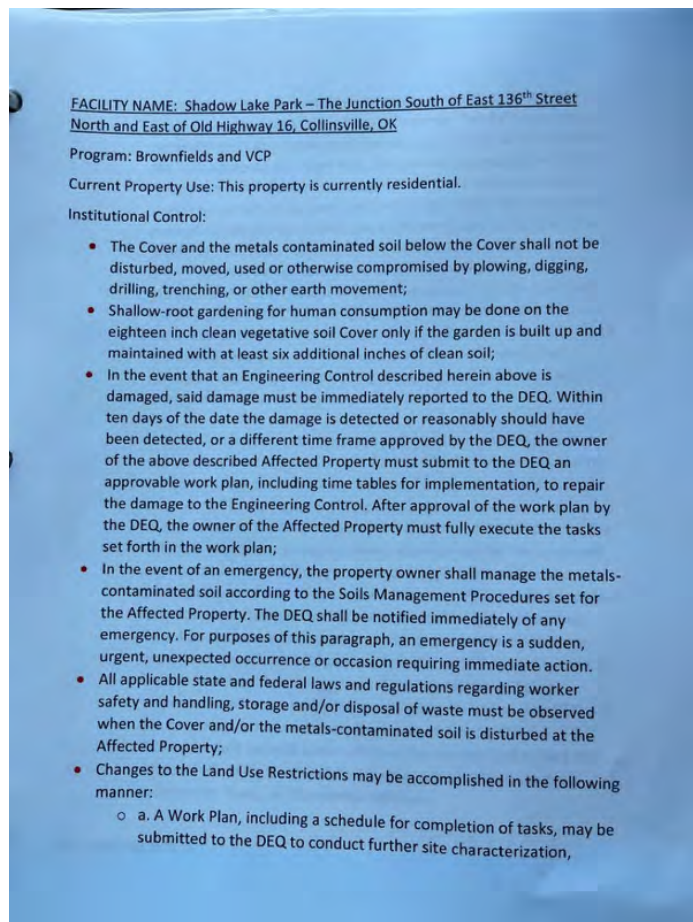 FACILITY NAME: Shadow Lake Park – The Junction South of East 136th Street
North and East of Old Highway 16, Collinsville, OK
Program: Brownfields and VCP
Current Property Use: This property is currently residential.
Institutional Control:
• The Cover and the metals contaminated soil below the Cover shall not be
disturbed, moved, used or otherwise compromised by plowing, digging,
drilling, trenching, or other earth movement;
• Shallow-root gardening for human consumption may be done on the
eighteen inch clean vegetative soil Cover only if the garden is built up and
maintained with at least six additional inches of clean soil;
• In the event that an Engineering Control described herein above is
damaged, said damage must be immediately reported to the DEQ. Within
ten days of the date the damage is detected or reasonably should have
been detected, or a different time frame approved by the DEQ, the owner
of the above described Affected Property must submit to the DEQ an
approvable work plan, including time tables for implementation, to repair
the damage to the Engineering Control. After approval of the work plan by
the DEQ, the owner of the Affected Property must fully execute the tasks
set forth in the work plan;
• In the event of an emergency, the property owner shall manage the metals-
contaminated soil according to the Soils Management Procedures set for
the Affected Property. The DEQ shall be notified immediately of any
emergency. For purposes of this paragraph, an emergency is a sudden,
urgent, unexpected occurrence or occasion requiring immediate action.
• All applicable state and federal laws and regulations regarding worker
safety and handling, storage and/or disposal of waste must be observed
when the Cover and/or the metals-contaminated soil is disturbed at the
Affected Property;
• Changes to the Land Use Restrictions may be accomplished in the following
manner:
o a. A Work Plan, including a schedule for completion of tasks, may be
submitted to the DEQ to conduct further site characterization,